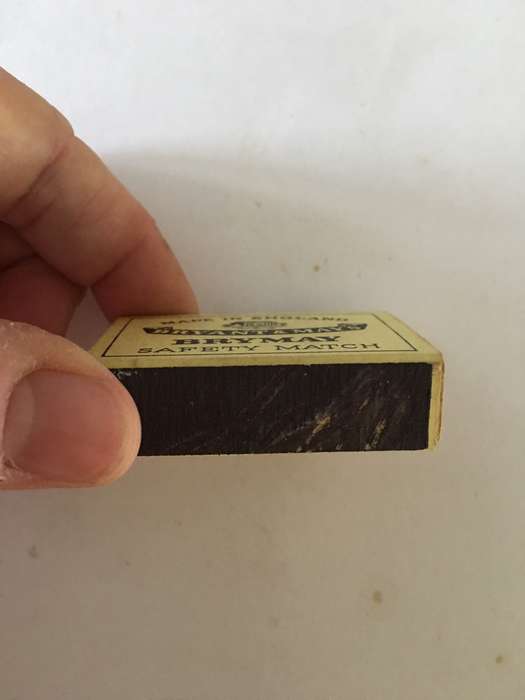 MADE IN ENGLAND
BRYANT & MAY'S
BRYMAY
SAFETY MATCH